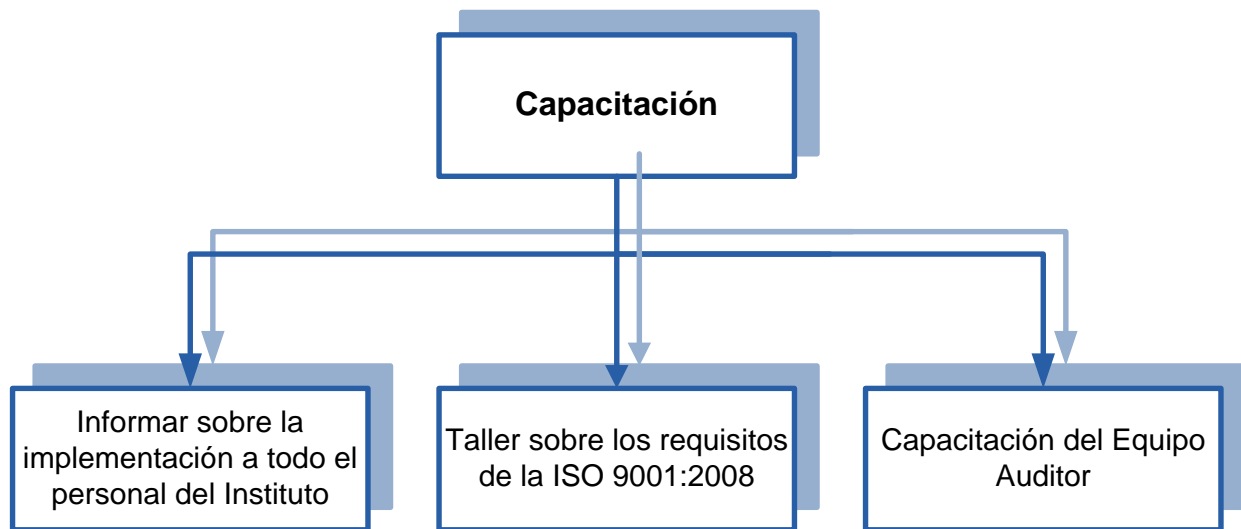 Capacitación
Informar sobre la
implementación a todo el
personal del Instituto
Taller sobre los requisitos
de la ISO 9001:2008
Capacitación del Equipo
Auditor